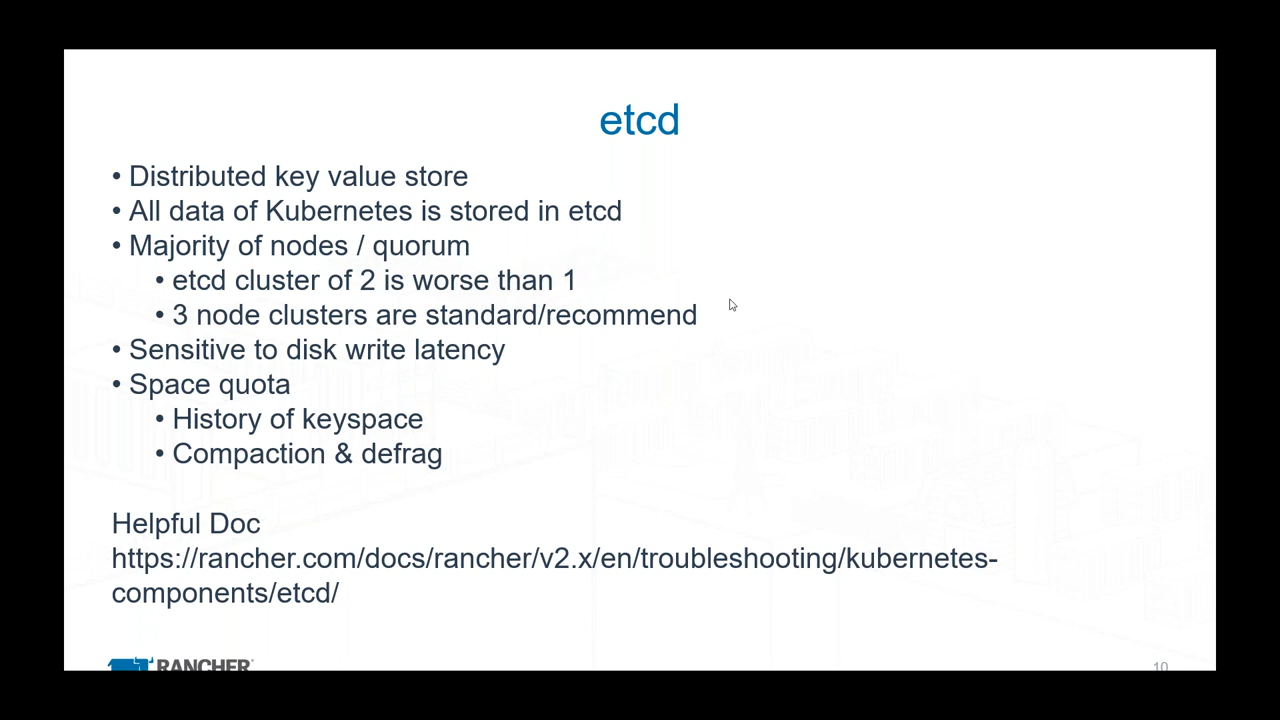 etcd
• Distributed key value store
• All data of Kubernetes is stored in etcd
• Majority of nodes / quorum
• etcd cluster of 2 is worse than 1
• 3 node clusters are standard/recommend
• Sensitive to disk write latency
• Space quota
• History of keyspace
• Compaction & defrag
Helpful Doc
https://rancher.com/docs/rancher/v2.x/en/troubleshooting/kubernetes-
components/etcd/
RANCHER
10